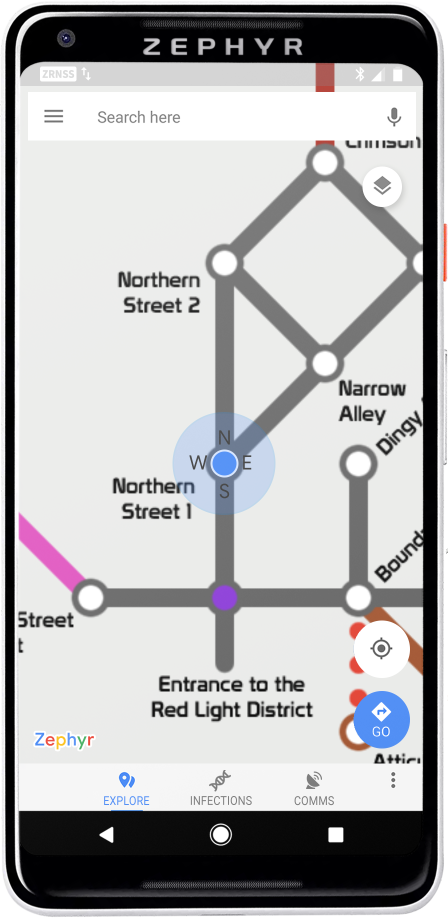 ZEPHYR
ZRNSS
Search here
Crimson
Northern
Street 2
Narrow
Alley
Dingy
N
W E
S
Northern
Street 1
Bound
Street
t
Entrance to the
Red Light District
Zephyr
GO
Attic
EXPLORE INFECTIONS COMMS